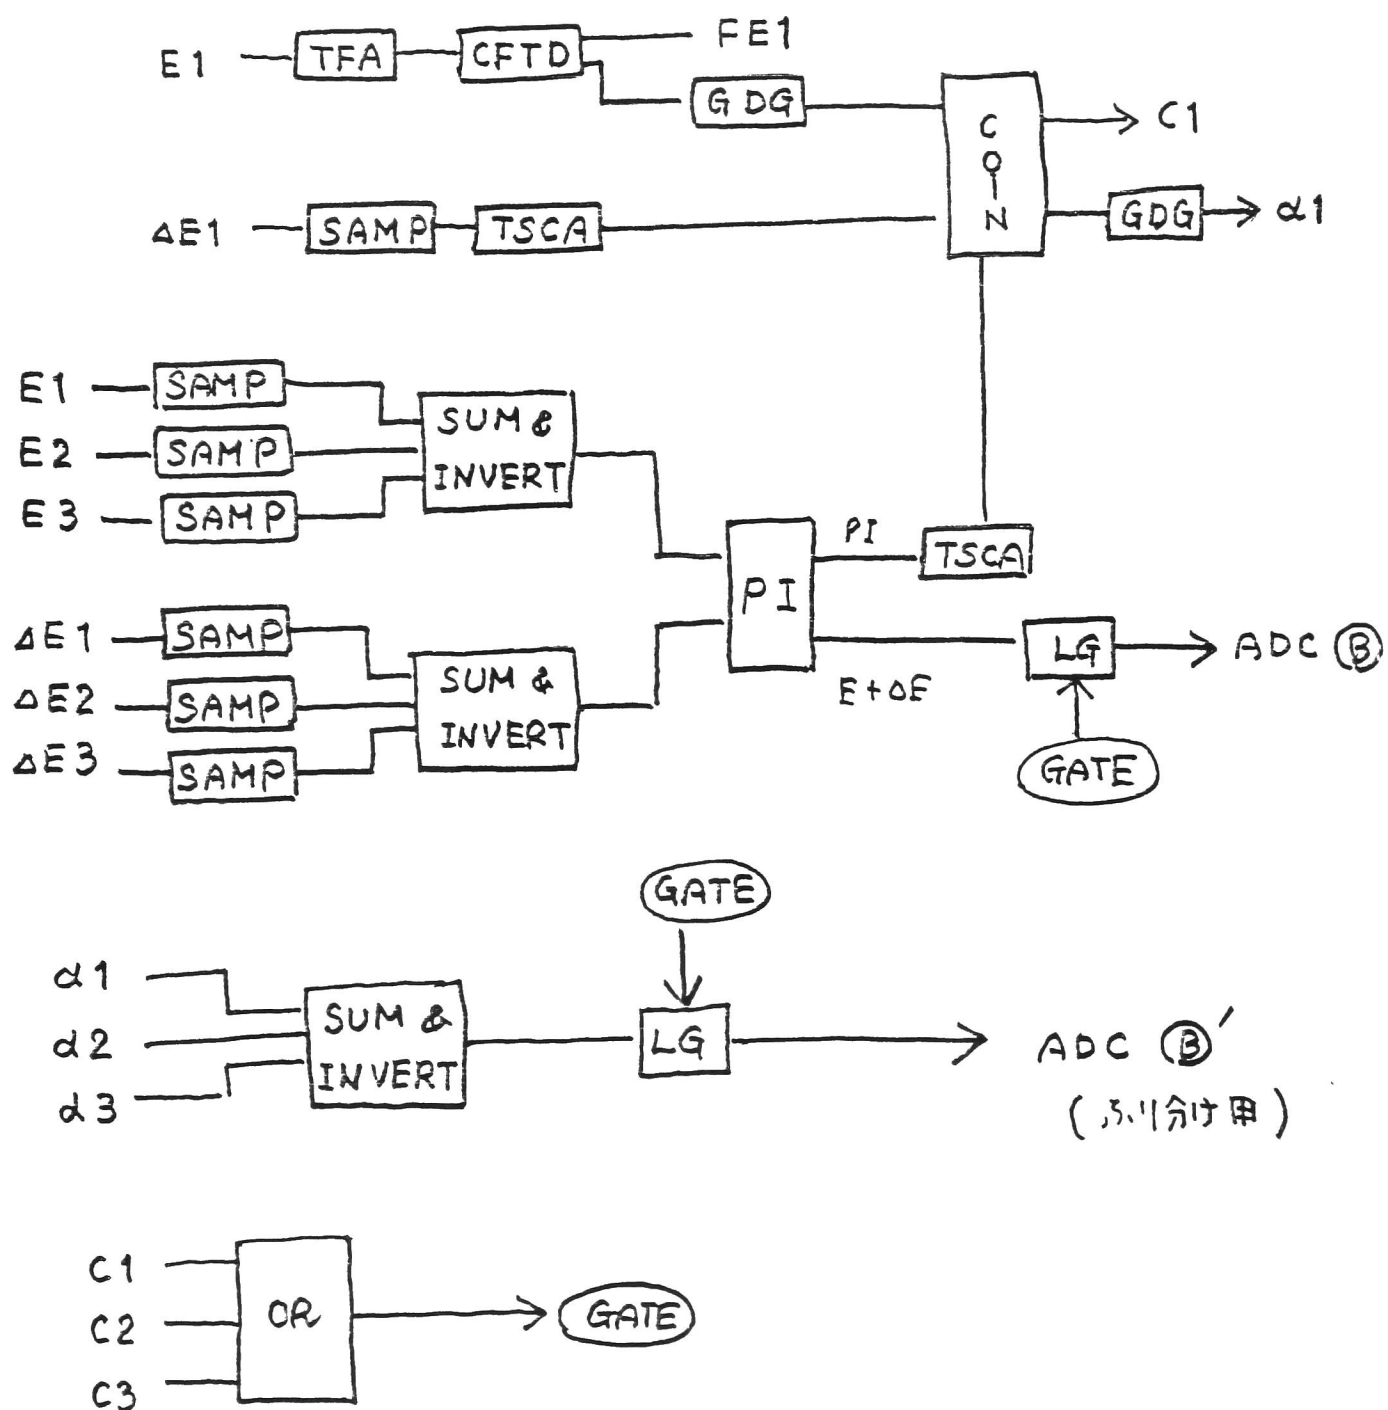 E1 TFA CFTD FE1
GDG
COIN
C1
ΔE1 SAMP TSCA
GDG α1
E1 SAMP
E2 SAMP
E3 SAMP
SUM &
INVERT
ΔE1 SAMP
ΔE2 SAMP
ΔE3 SAMP
SUM &
INVERT
PI
PI
TSCA
E+ΔE
LG
ADC Ⓑ
GATE
GATE
α1
α2
α3
SUM &
INVERT
LG
ADC Ⓑ′
(ふり分け用)
C1
C2
C3
OR
GATE